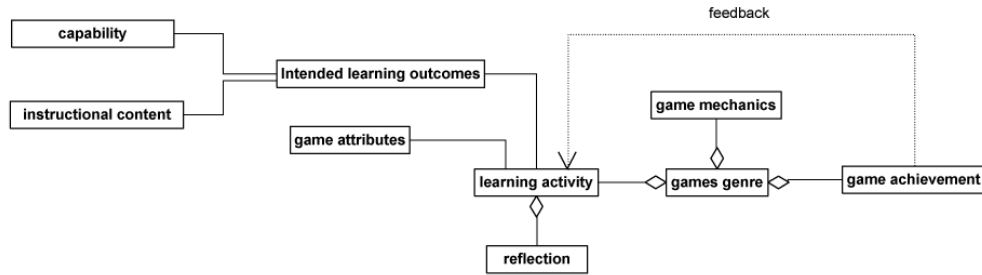 feedback
capability
Intended learning outcomes
instructional content
game mechanics
game attributes
learning activity
games genre
game achievement
reflection